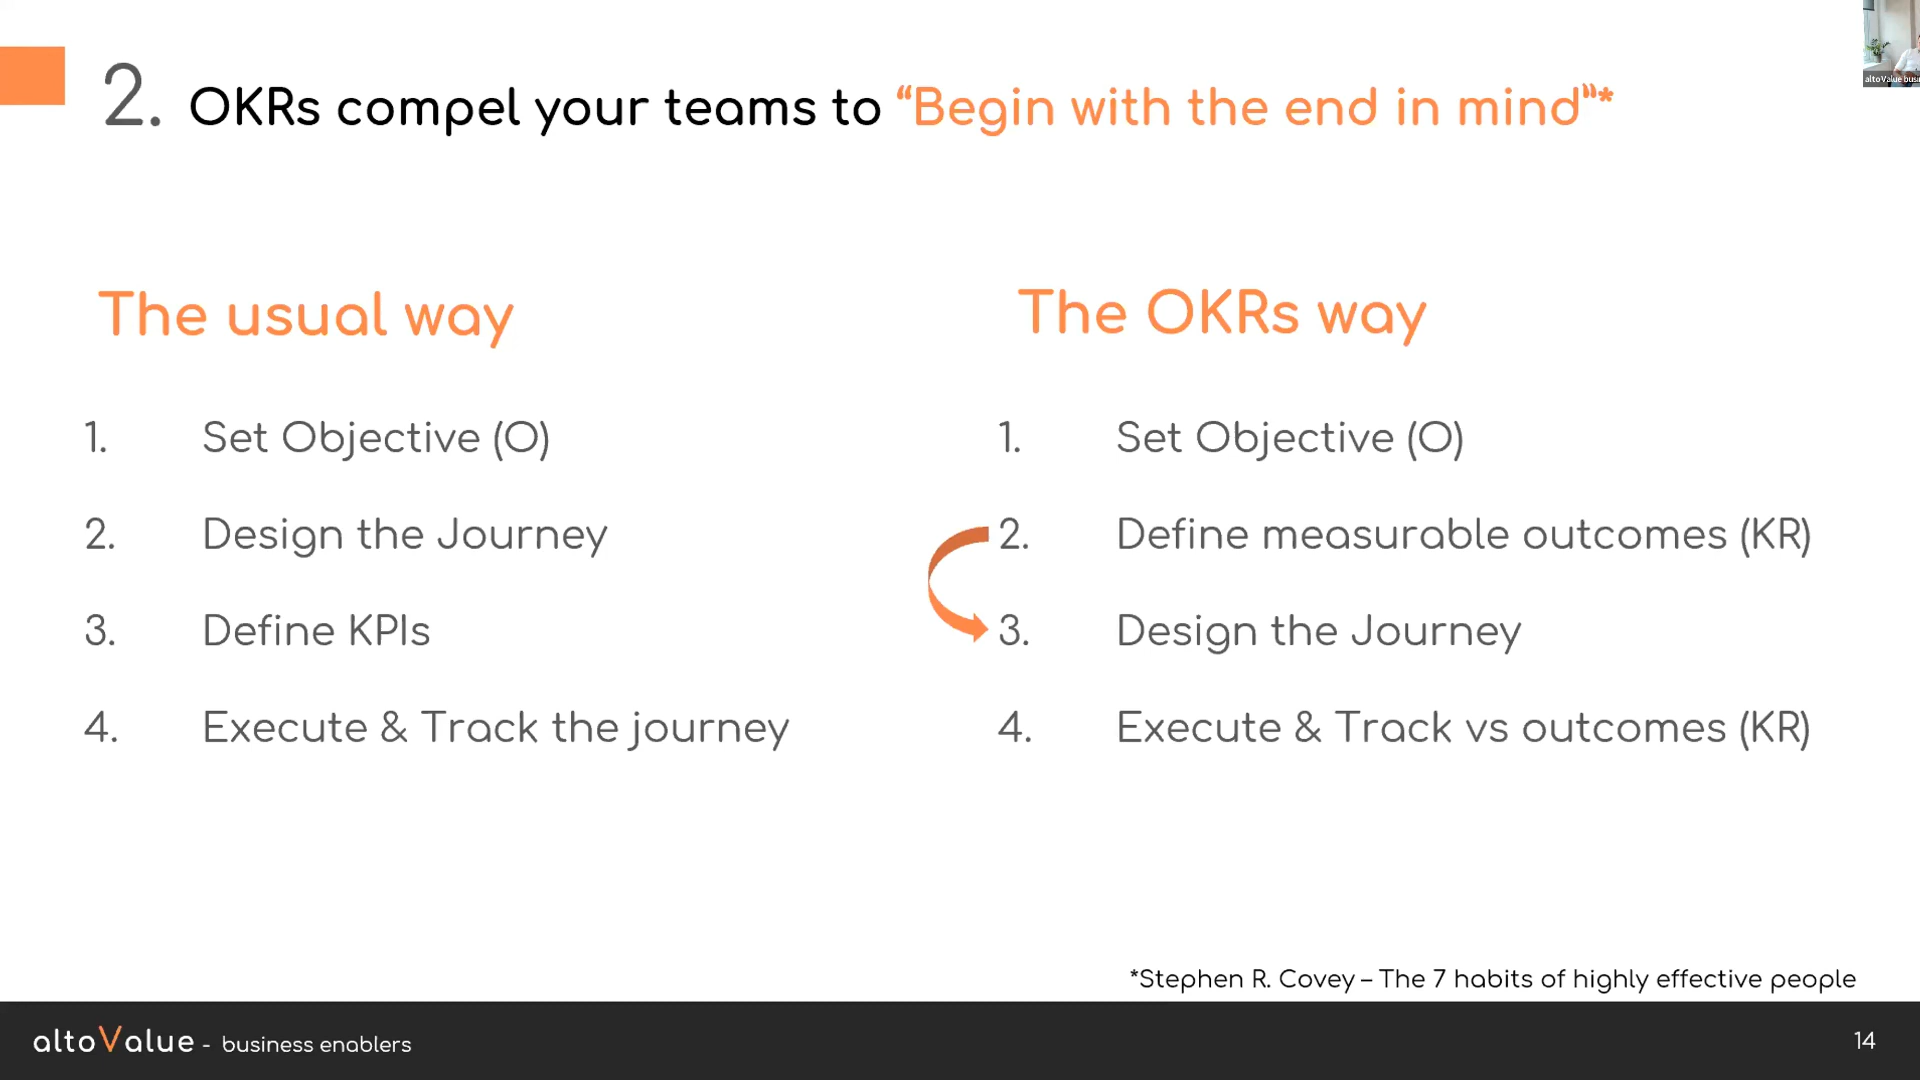 2. OKRs compel your teams to “Begin with the end in mind”*
The usual way
1. Set Objective (O)
2. Design the Journey
3. Define KPIs
4. Execute & Track the journey
The OKRs way
1. Set Objective (O)
2. Define measurable outcomes (KR)
3. Design the Journey
4. Execute & Track vs outcomes (KR)
*Stephen R. Covey – The 7 habits of highly effective people
altoValue - business enablers
14
altoValue busi